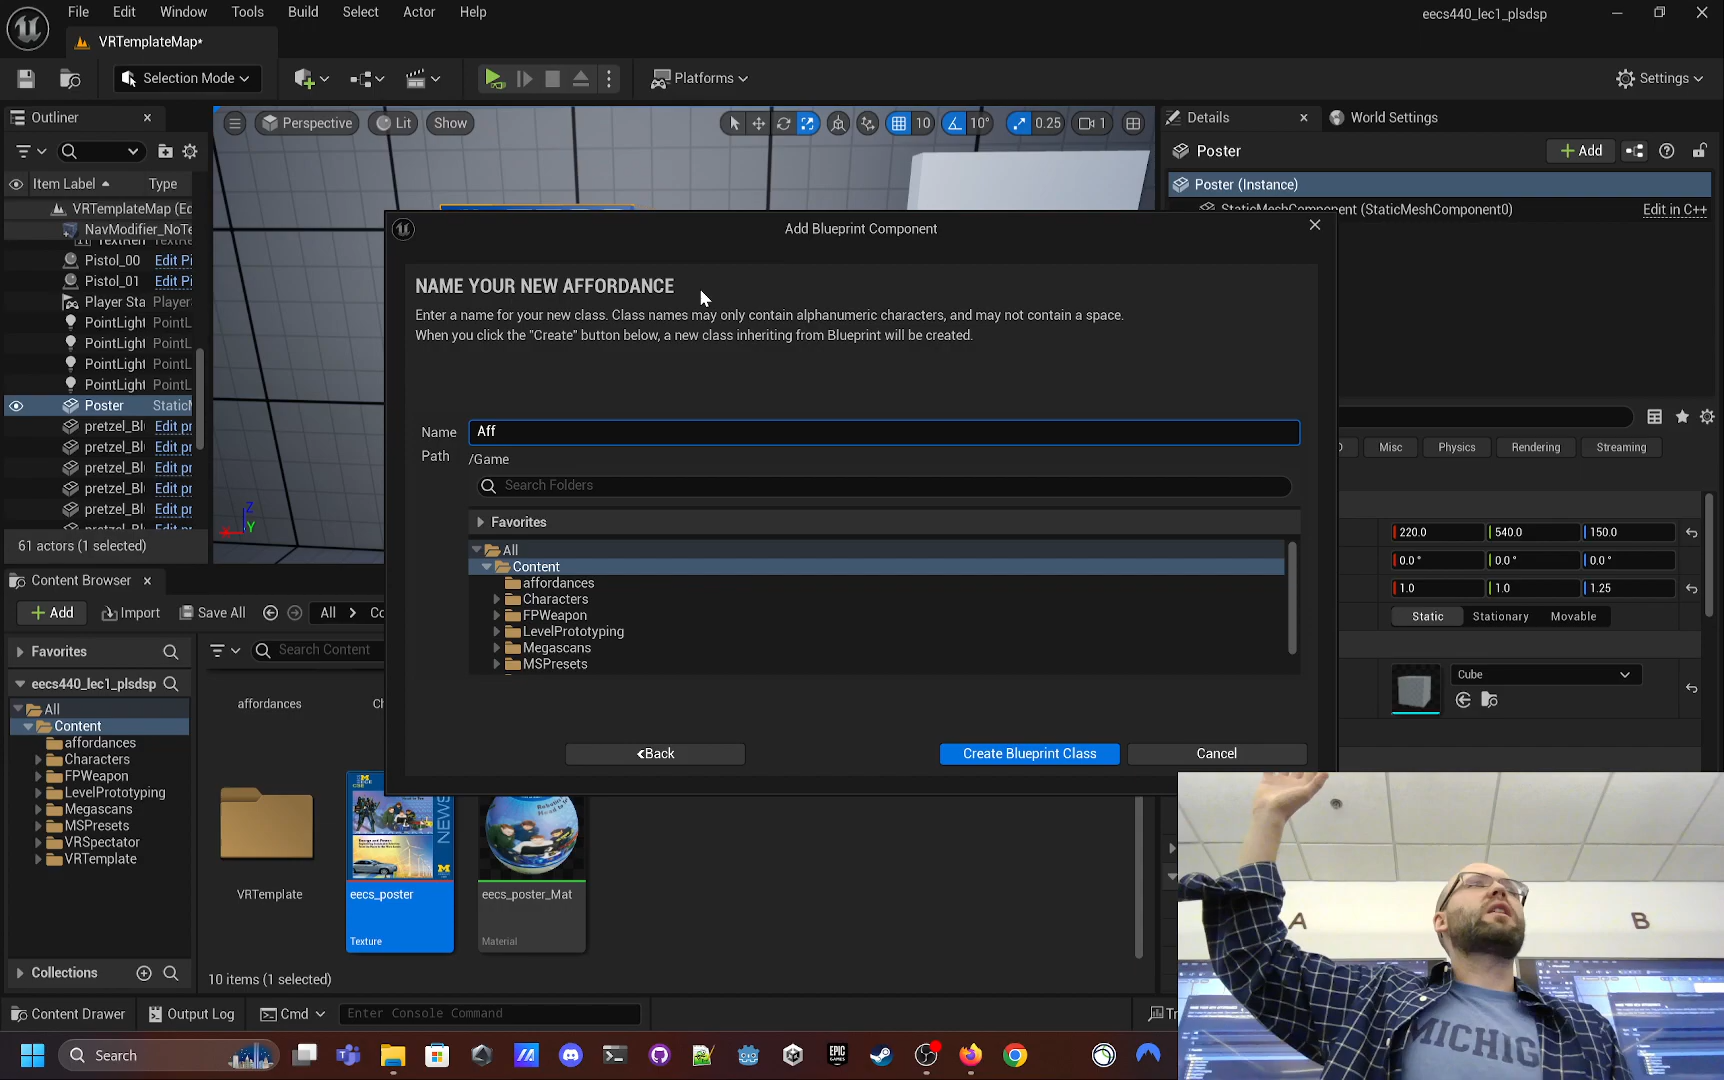 File Edit Window Tools Build Select Actor Help
eecs440_lec1_plsdsp
VRTemplateMap*
Selection Mode
Platforms
Settings
Outliner
Perspective Lit Show
10 10° 0.25 1
Details World Settings
Poster
+ Add
Item Label Type
Poster (Instance)
StaticMeshComponent (StaticMeshComponent0) Edit in C++
VRTemplateMap (Ec
NavModifier_NoTe
Pistol_00 Edit Pi
Pistol_01 Edit Pi
Player Sta Player
PointLight PointL
PointLight PointL
PointLight PointL
PointLight PointL
Poster StaticM
pretzel_Bl Edit pr
pretzel_Bl Edit pr
pretzel_Bl Edit pr
pretzel_Bl Edit pr
pretzel_Bl Edit pr
61 actors (1 selected)
Add Blueprint Component
NAME YOUR NEW AFFORDANCE
Enter a name for your new class. Class names may only contain alphanumeric characters, and may not contain a space.
When you click the "Create" button below, a new class inheriting from Blueprint will be created.
Name Aff
Path /Game
Search Folders
Favorites
All
Content
affordances
Characters
FPWeapon
LevelPrototyping
Megascans
MSPresets
<Back Create Blueprint Class Cancel
Misc Physics Rendering Streaming
220.0 540.0 150.0
0.0° 0.0° 0.0°
1.0 1.0 1.25
Static Stationary Movable
Cube
Z
Y
Content Browser
+ Add Import Save All All > Co
Favorites
Search Content
eecs440_lec1_plsdsp
All
Content
affordances
Characters
FPWeapon
LevelPrototyping
Megascans
MSPresets
VRSpectator
VRTemplate
Collections
affordances
VRTemplate
eecs_poster
Texture
eecs_poster_Mat
Material
NEWS
10 items (1 selected)
Content Drawer Output Log Cmd Enter Console Command
Tr
Search
EPIC
GAMES
A B
MICHIG